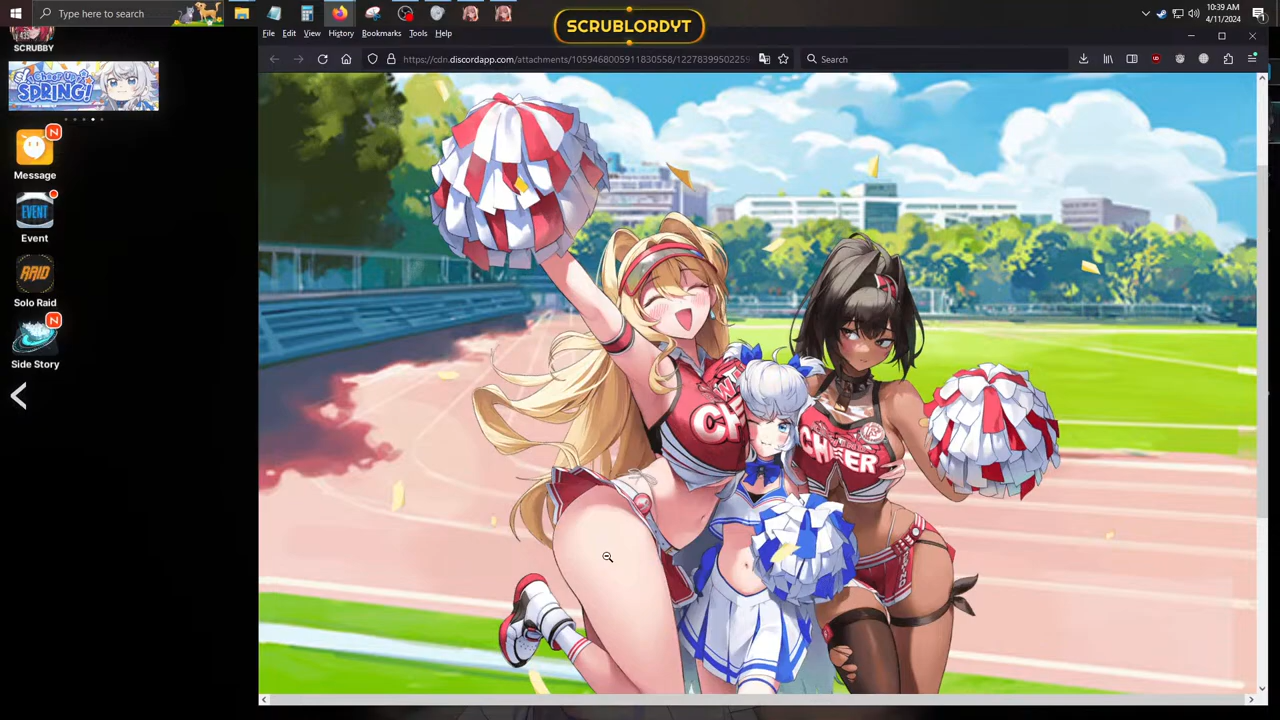 Type here to search
SCRUBLORDYT
10:39 AM
4/11/2024
1
File Edit View History Bookmarks Tools Help
https://cdn.discordapp.com/attachments/1059468005911830558/12278399502259
Search
SCRUBBY
Cheer up!
SPRING!
N
Message
EVENT
Event
RAID
Solo Raid
N
Side Story
CHEER